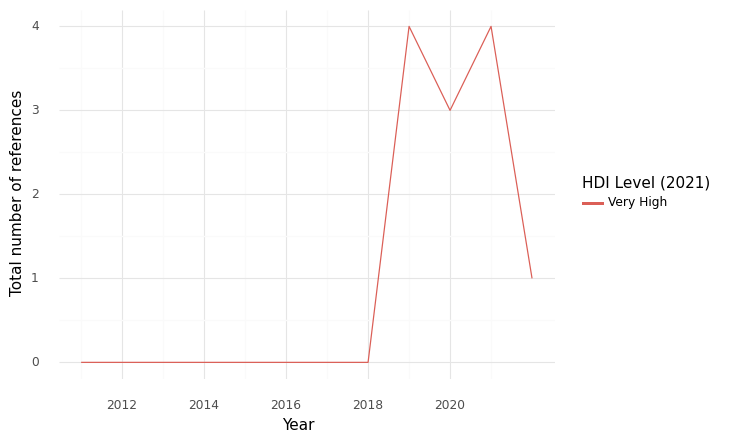 4
3
2
1
0
Total number of references
2012 2014 2016 2018 2020
Year
HDI Level (2021)
Very High